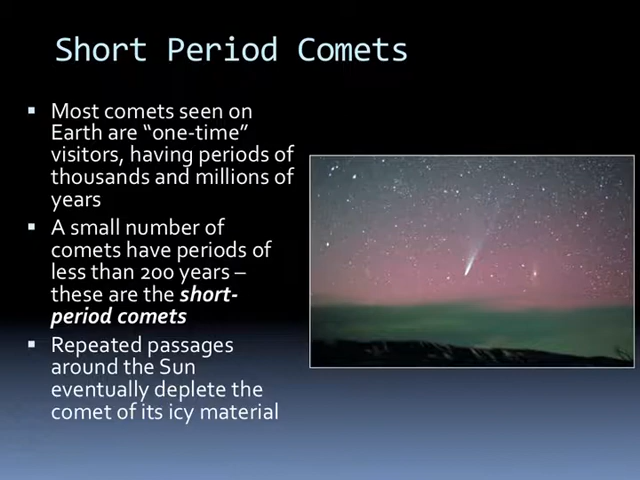 Short Period Comets
▪ Most comets seen on
Earth are “one-time”
visitors, having periods of
thousands and millions of
years
▪ A small number of
comets have periods of
less than 200 years –
these are the short-
period comets
▪ Repeated passages
around the Sun
eventually deplete the
comet of its icy material